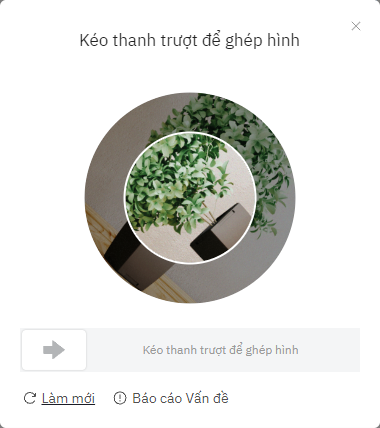 Kéo thanh trượt để ghép hình
Kéo thanh trượt để ghép hình
Làm mới
Báo cáo Vấn đề